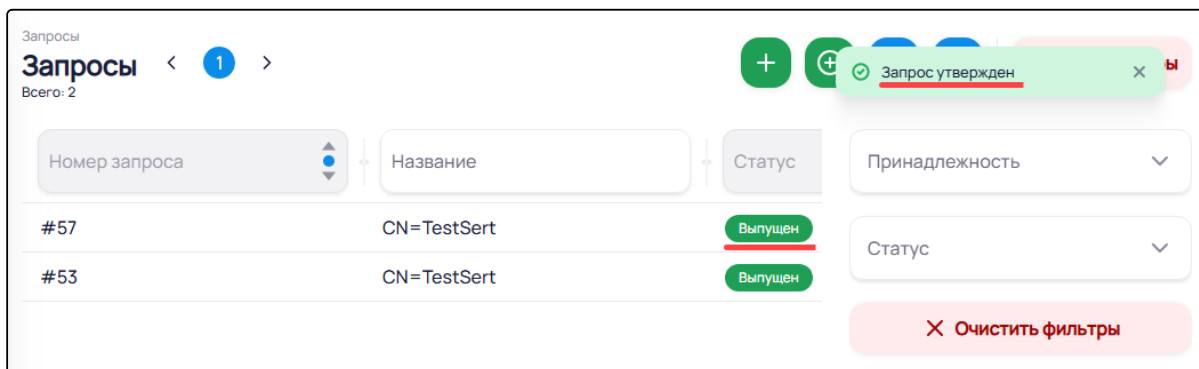 Запросы
Запросы
1
Всего: 2
Запрос утвержден
ы
Номер запроса
Название
Статус
Принадлежность
#57
CN=TestSert
Выпущен
Статус
#53
CN=TestSert
Выпущен
Очистить фильтры